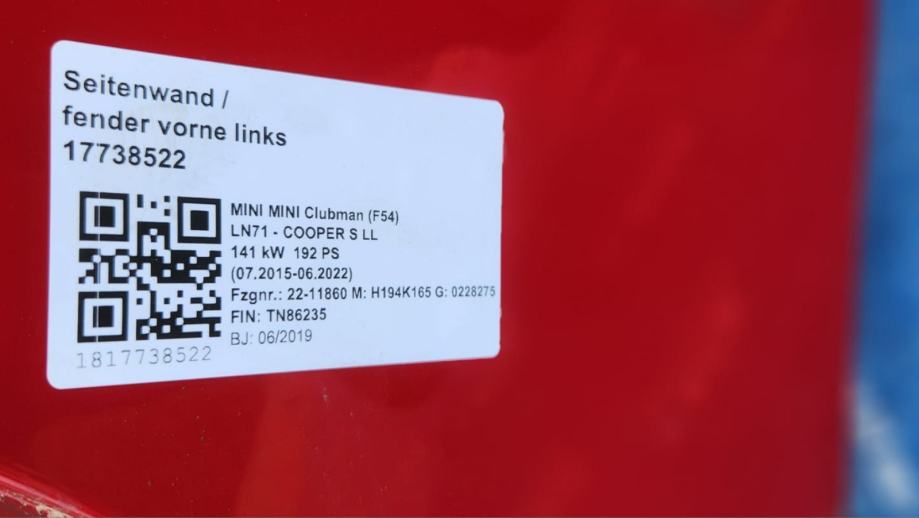 Seitenwand /
fender vorne links
17738522
MINI MINI Clubman (F54)
LN71 - COOPER S LL
141 kW 192 PS
(07.2015-06.2022)
Fzgnr.: 22-11860 M: H194K165 G: 0228275
FIN: TN86235
BJ: 06/2019
1817738522